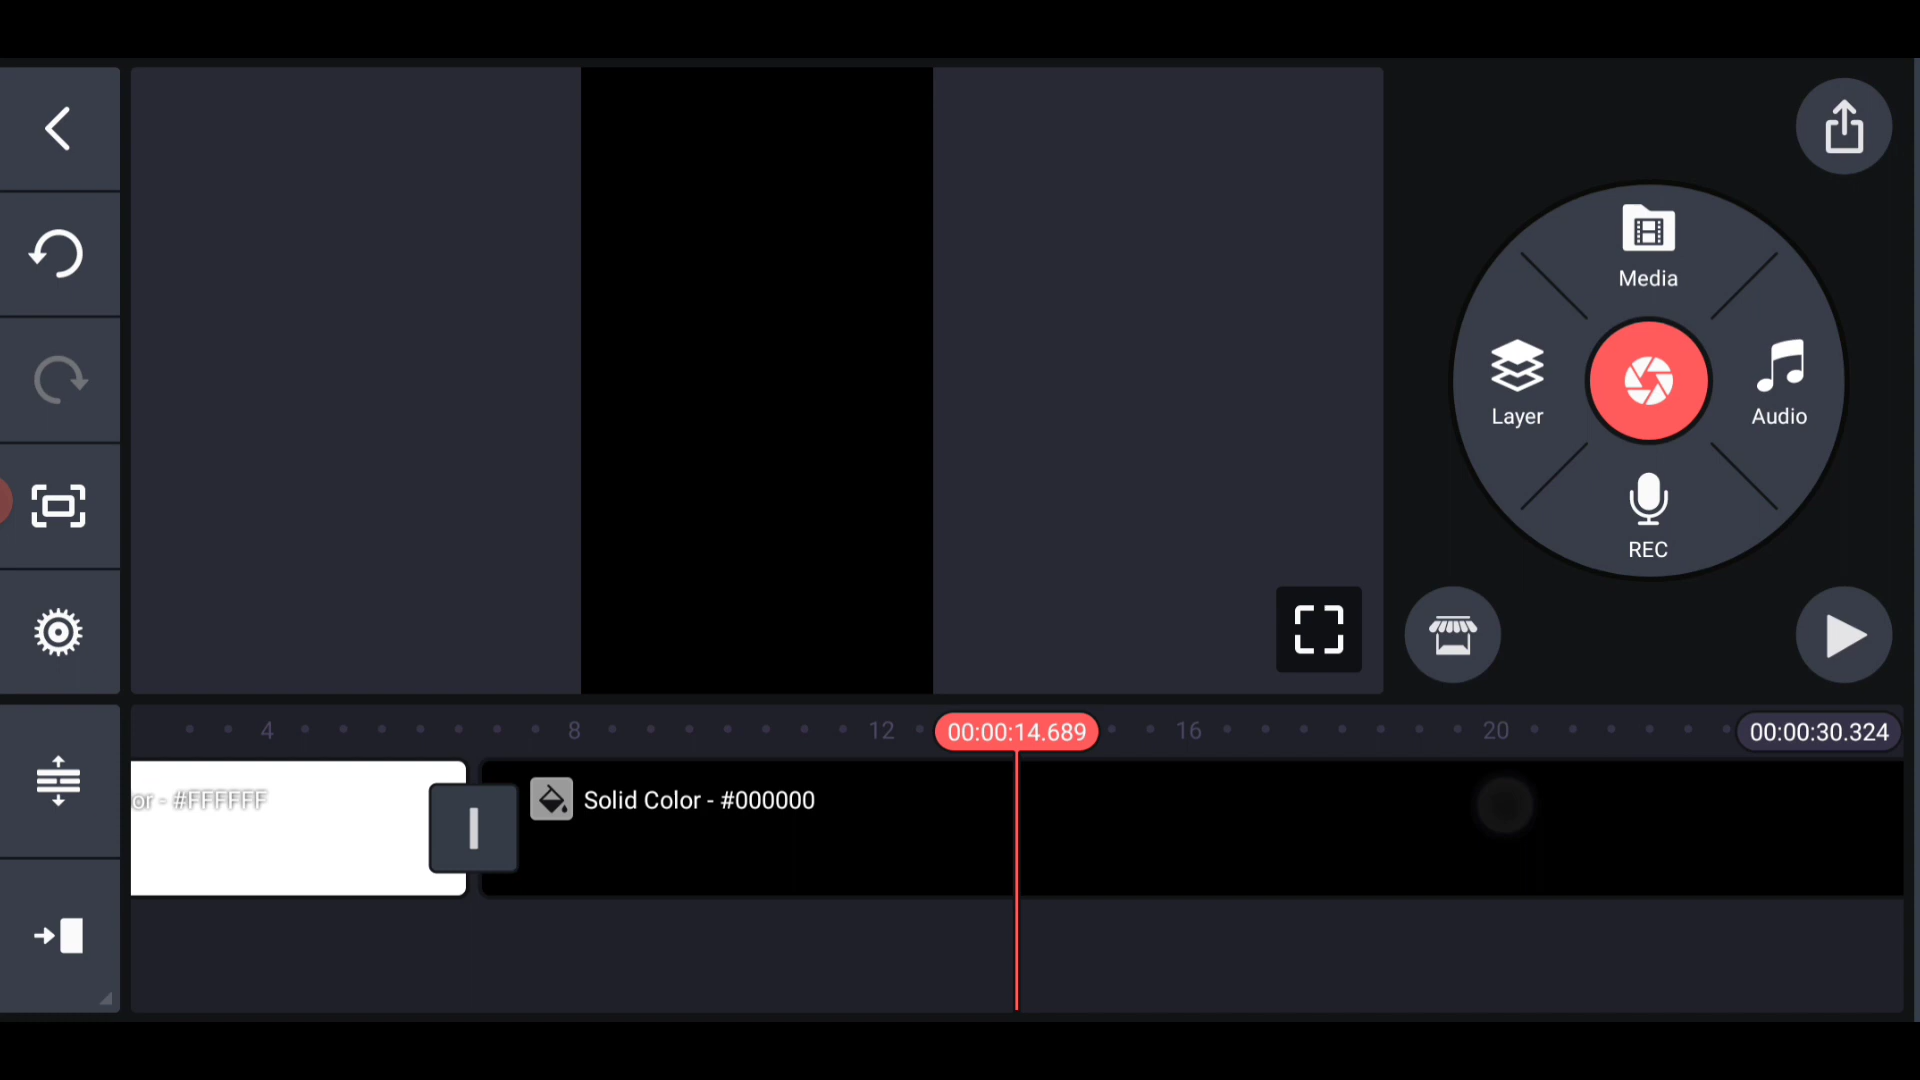 Media
Layer
Audio
REC
4
8
12
00:00:14.689
16
20
00:00:30.324
or - #FFFFFF
Solid Color - #000000